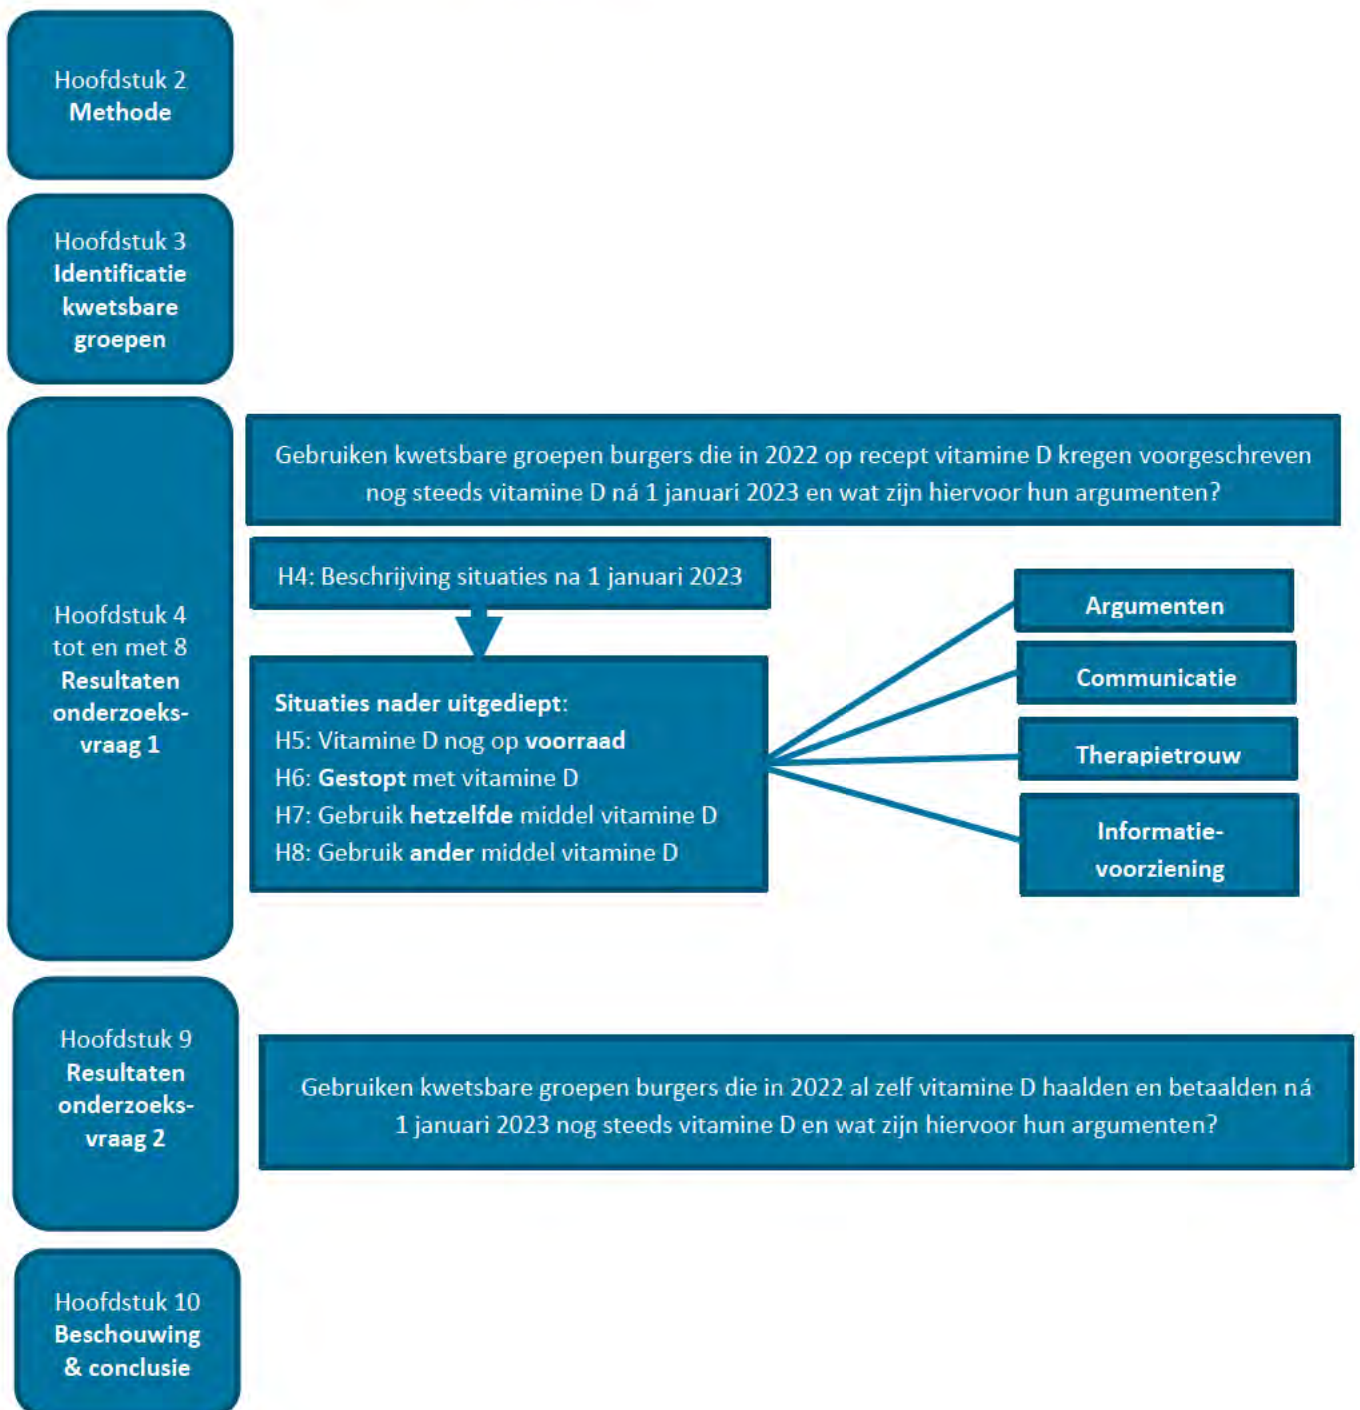 Hoofdstuk 2
Methode
Hoofdstuk 3
Identificatie
kwetsbare
groepen
Hoofdstuk 4
tot en met 8
Resultaten
onderzoeks-
vraag 1
Gebruiken kwetsbare groepen burgers die in 2022 op recept vitamine D kregen voorgeschreven
nog steeds vitamine D ná 1 januari 2023 en wat zijn hiervoor hun argumenten?
H4: Beschrijving situaties na 1 januari 2023
Situaties nader uitgediept:
H5: Vitamine D nog op voorraad
H6: Gestopt met vitamine D
H7: Gebruik hetzelfde middel vitamine D
H8: Gebruik ander middel vitamine D
Argumenten
Communicatie
Therapietrouw
Informatie-
voorziening
Hoofdstuk 9
Resultaten
onderzoeks-
vraag 2
Gebruiken kwetsbare groepen burgers die in 2022 al zelf vitamine D haalden en betaalden ná
1 januari 2023 nog steeds vitamine D en wat zijn hiervoor hun argumenten?
Hoofdstuk 10
Beschouwing
& conclusie